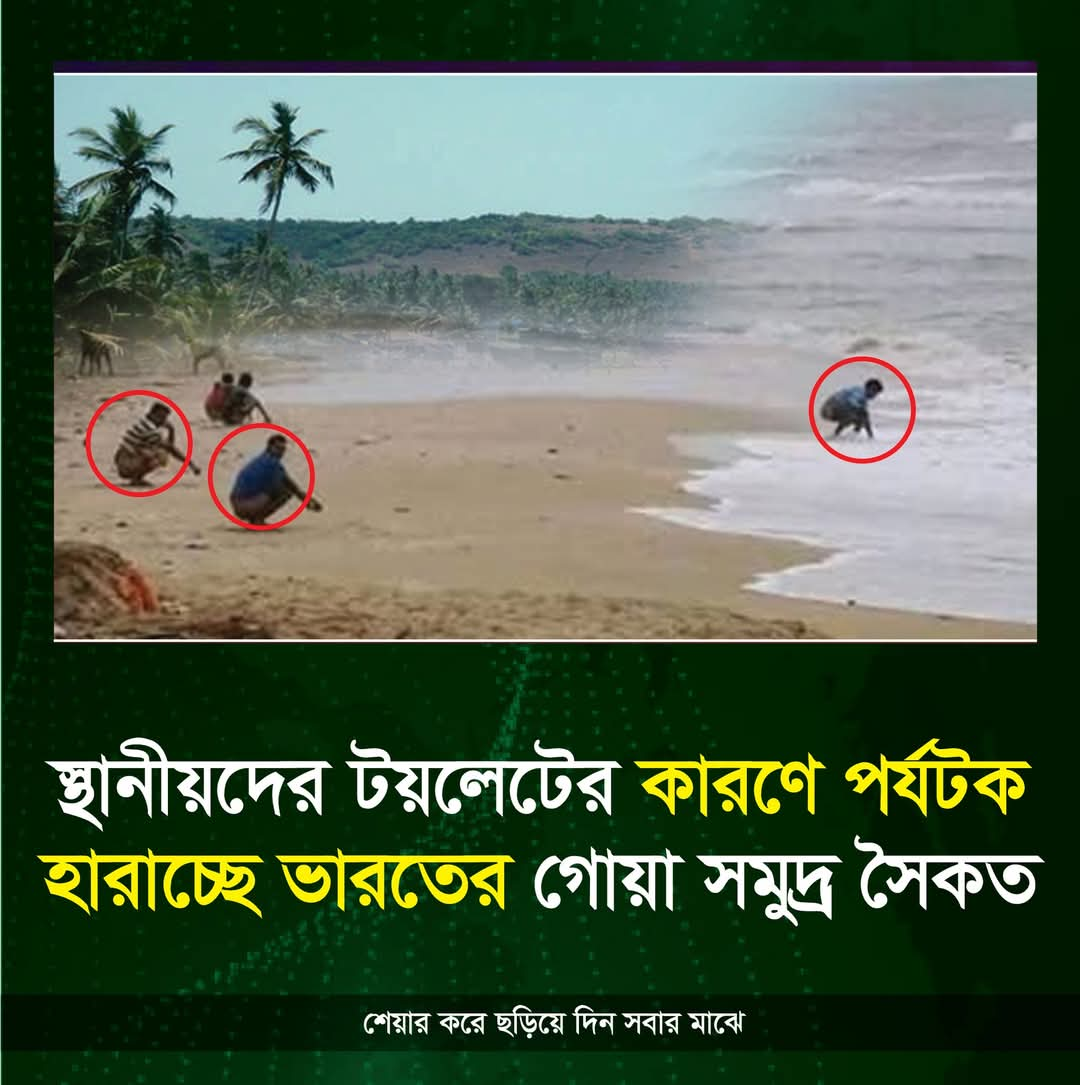 স্থানীয়দের টয়লেটের কারণে পর্যটক
হারাচ্ছে ভারতের গোয়া সমুদ্র সৈকত
শেয়ার করে ছড়িয়ে দিন সবার মাঝে